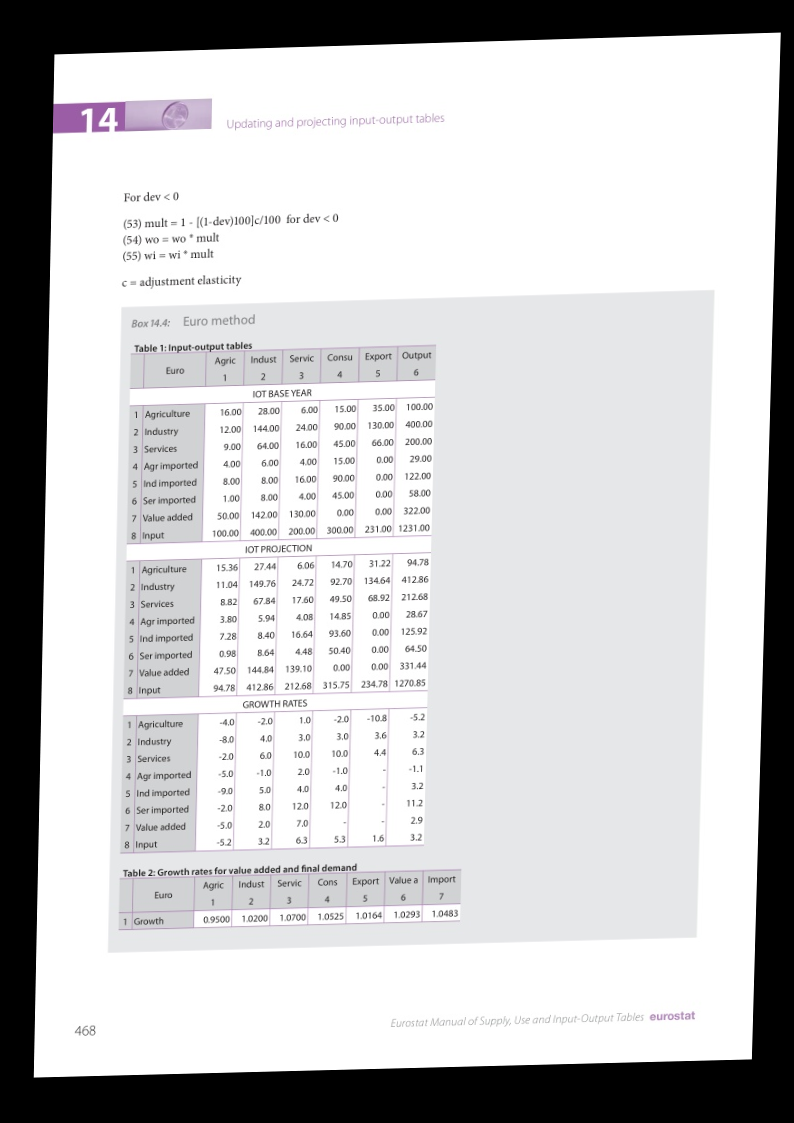 14
Updating and projecting input-output tables
For dev < 0
(53) mult = 1 - [(1-dev)100]c/100 for dev < 0
(54) wo = wo * mult
(55) wi = wi * mult
c = adjustment elasticity
Box 14.4: Euro method
Table 1: Input-output tables
Euro Agric Indust Servic Consu Export Output
1 2 3 4 5 6
IOT BASE YEAR
1 Agriculture 16.00 28.00 6.00 15.00 35.00 100.00
2 Industry 12.00 144.00 24.00 90.00 130.00 400.00
3 Services 9.00 64.00 16.00 45.00 66.00 200.00
4 Agr imported 4.00 6.00 4.00 15.00 0.00 29.00
5 Ind imported 8.00 8.00 16.00 90.00 0.00 122.00
6 Ser imported 1.00 8.00 4.00 45.00 0.00 58.00
7 Value added 50.00 142.00 130.00 0.00 0.00 322.00
8 Input 100.00 400.00 200.00 300.00 231.00 1231.00
IOT PROJECTION
1 Agriculture 15.36 27.44 6.06 14.70 31.22 94.78
2 Industry 11.04 149.76 24.72 92.70 134.64 412.86
3 Services 8.82 67.84 17.60 49.50 68.92 212.68
4 Agr imported 3.80 5.94 4.08 14.85 0.00 28.67
5 Ind imported 7.28 8.40 16.64 93.60 0.00 125.92
6 Ser imported 0.98 8.64 4.48 50.40 0.00 64.50
7 Value added 47.50 144.84 139.10 0.00 0.00 331.44
8 Input 94.78 412.86 212.68 315.75 234.78 1270.85
GROWTH RATES
1 Agriculture -4.0 -2.0 1.0 -2.0 -10.8 -5.2
2 Industry -8.0 4.0 3.0 3.0 3.6 3.2
3 Services -2.0 6.0 10.0 10.0 4.4 6.3
4 Agr imported -5.0 -1.0 2.0 -1.0 - -1.1
5 Ind imported -9.0 5.0 4.0 4.0 - 3.2
6 Ser imported -2.0 8.0 12.0 12.0 - 11.2
7 Value added -5.0 2.0 7.0 - - 2.9
8 Input -5.2 3.2 6.3 5.3 1.6 3.2
Table 2: Growth rates for value added and final demand
Euro Agric Indust Servic Cons Export Value a Import
1 2 3 4 5 6 7
1 Growth 0.9500 1.0200 1.0700 1.0525 1.0164 1.0293 1.0483
468
Eurostat Manual of Supply, Use and Input-Output Tables eurostat